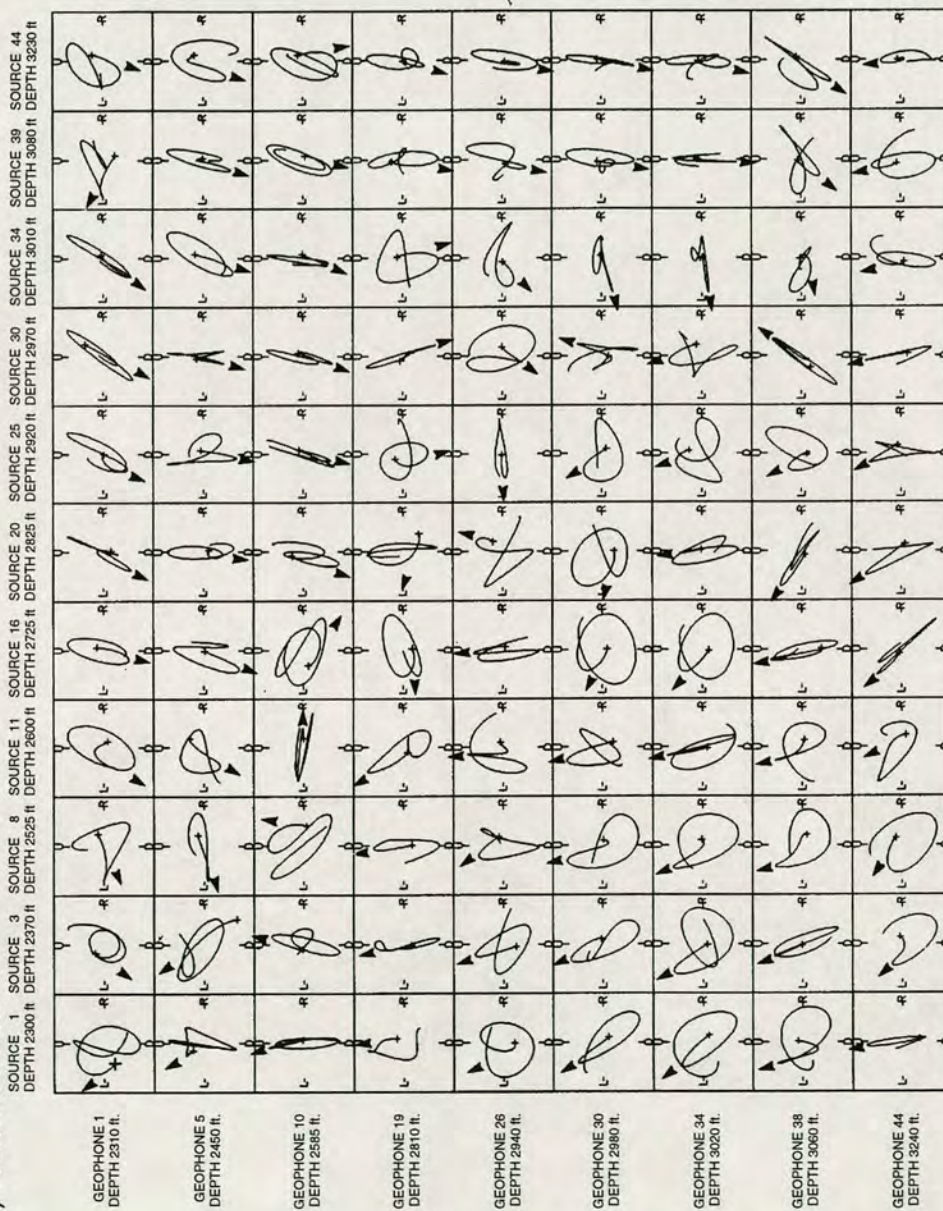 SOURCE 1
DEPTH 2300 ft
SOURCE 3
DEPTH 2370 ft
SOURCE 8
DEPTH 2525 ft
SOURCE 11
DEPTH 2600 ft
SOURCE 16
DEPTH 27725 ft
SOURCE 20
DEPTH 2825 ft
SOURCE 25
DEPTH 2920 ft
SOURCE 30
DEPTH 2970 ft
SOURCE 34
DEPTH 3010 ft
SOURCE 39
DEPTH 3080 ft
SOURCE 44
DEPTH 3230 ft
GEOPHONE 1
DEPTH 2310 ft.
GEOPHONE 5
DEPTH 2450 ft.
GEOPHONE 10
DEPTH 2585 ft.
GEOPHONE 19
DEPTH 2810 ft.
GEOPHONE 26
DEPTH 2940 ft.
GEOPHONE 30
DEPTH 2980 ft.
GEOPHONE 34
DEPTH 3020 ft.
GEOPHONE 38
DEPTH 3060 ft.
GEOPHONE 44
DEPTH 3240 ft.